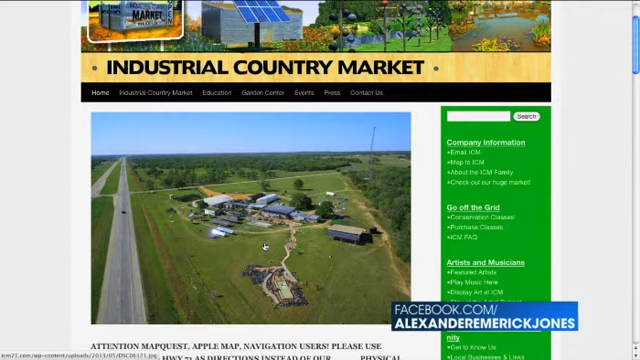 MARKET
INDUSTRIAL COUNTRY MARKET
Home Industrial Country Market Education Garden Center Events Press Contact Us
Search
Company Information
•Email ICM
•Map to ICM
•About the ICM Family
•Check out our huge market!
Go off the Grid
•Conservation Classes!
•Purchase Classes
•ICM FAQ
Artists and Musicians
•Featured Artists
•Play Music Here
•Display Art at ICM
FACEBOOK.COM/
ALEXANDEREMERICKJONES
nity
•Get to Know Us
•Local Businesses & Links
ATTENTION MAPQUEST, APPLE MAP, NAVIGATION USERS! PLEASE USE
HWY 71 AS DIRECTIONS INSTEAD OF OUR PHYSICAL